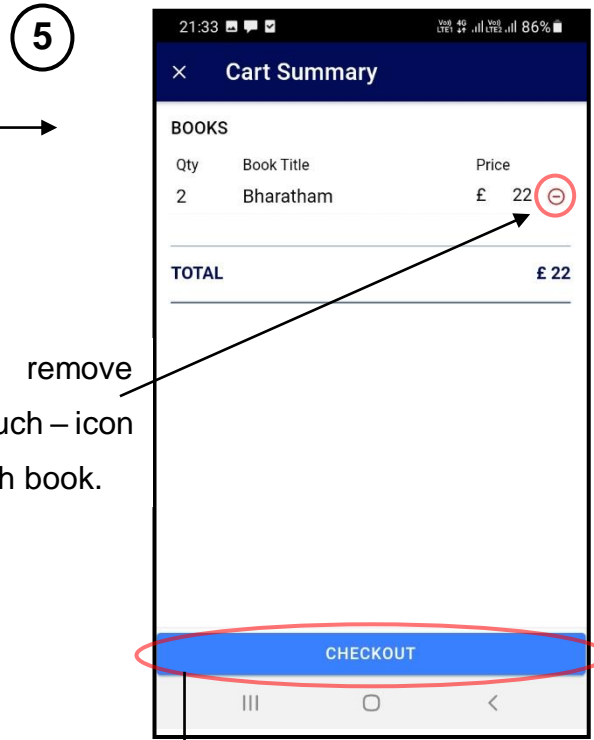 5
21:33 86%
× Cart Summary
BOOKS
Qty Book Title Price
2 Bharatham £ 22
TOTAL £ 22
remove
uch – icon
h book.
CHECKOUT